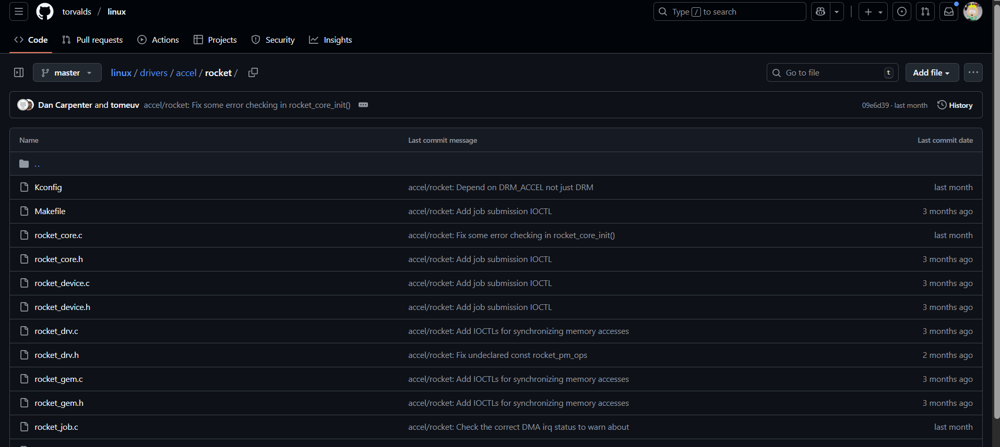 torvalds / linux
Type / to search
Code Pull requests Actions Projects Security Insights
master linux / drivers / accel / rocket / Go to file t Add file
Dan Carpenter and tomeuv accel/rocket: Fix some error checking in rocket_core_init() 09e6d39 · last month History
Name Last commit message Last commit date
..
Kconfig accel/rocket: Depend on DRM_ACCEL not just DRM last month
Makefile accel/rocket: Add job submission IOCTL 3 months ago
rocket_core.c accel/rocket: Fix some error checking in rocket_core_init() last month
rocket_core.h accel/rocket: Add job submission IOCTL 3 months ago
rocket_device.c accel/rocket: Add job submission IOCTL 3 months ago
rocket_device.h accel/rocket: Add job submission IOCTL 3 months ago
rocket_drv.c accel/rocket: Add IOCTLs for synchronizing memory accesses 3 months ago
rocket_drv.h accel/rocket: Fix undeclared const rocket_pm_ops 2 months ago
rocket_gem.c accel/rocket: Add IOCTLs for synchronizing memory accesses 3 months ago
rocket_gem.h accel/rocket: Add IOCTLs for synchronizing memory accesses 3 months ago
rocket_job.c accel/rocket: Check the correct DMA irq status to warn about last month